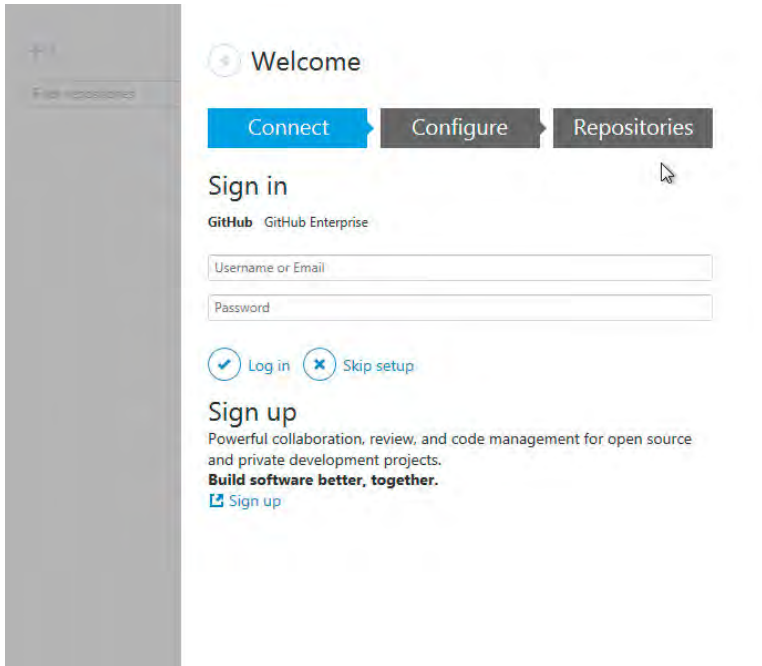 Welcome
Connect Configure Repositories
Sign in
GitHub GitHub Enterprise
Username or Email
Password
Log in Skip setup
Sign up
Powerful collaboration, review, and code management for open source
and private development projects.
Build software better, together.
Sign up